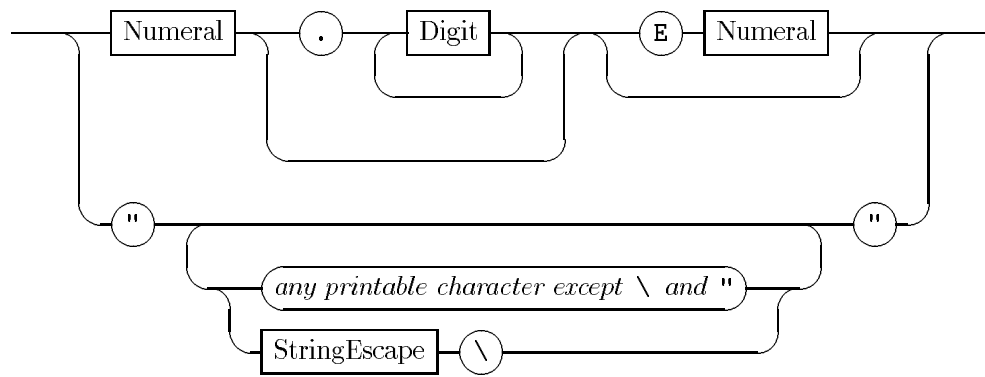 Numeral . Digit E Numeral
" "
any printable character except \ and "
StringEscape \